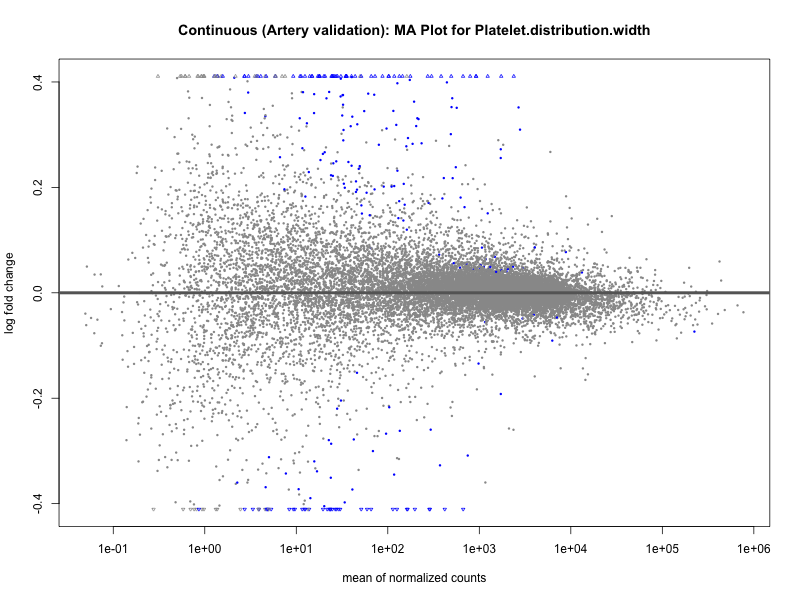 Continuous (Artery validation): MA Plot for Platelet.distribution.width
log fold change
0.4
0.2
0.0
-0.2
-0.4
1e-01 1e+00 1e+01 1e+02 1e+03 1e+04 1e+05 1e+06
mean of normalized counts